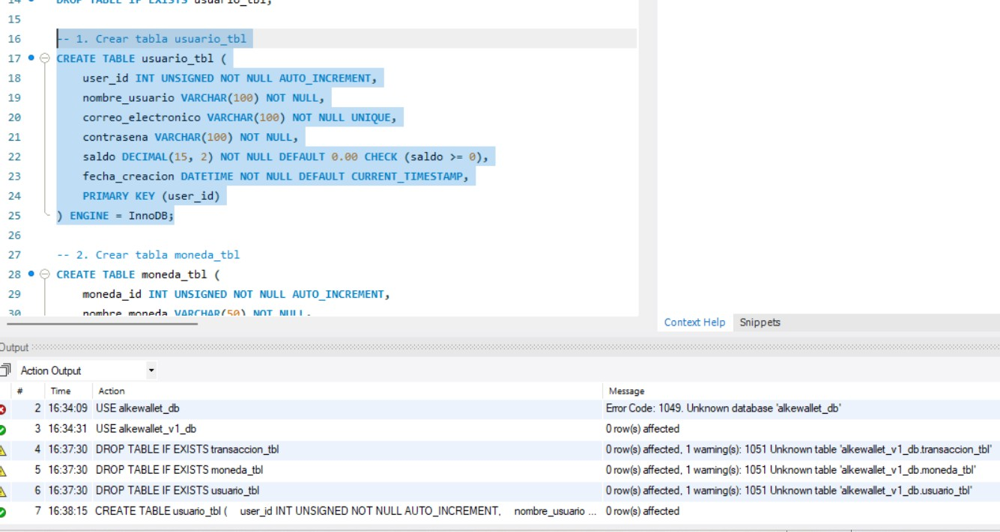 14 DROP TABLE IF EXISTS usuario_tbl;
15
16 -- 1. Crear tabla usuario_tbl
17 CREATE TABLE usuario_tbl (
18 user_id INT UNSIGNED NOT NULL AUTO_INCREMENT,
19 nombre_usuario VARCHAR(100) NOT NULL,
20 correo_electronico VARCHAR(100) NOT NULL UNIQUE,
21 contrasena VARCHAR(100) NOT NULL,
22 saldo DECIMAL(15, 2) NOT NULL DEFAULT 0.00 CHECK (saldo >= 0),
23 fecha_creacion DATETIME NOT NULL DEFAULT CURRENT_TIMESTAMP,
24 PRIMARY KEY (user_id)
25 ) ENGINE = InnoDB;
26
27 -- 2. Crear tabla moneda_tbl
28 CREATE TABLE moneda_tbl (
29 moneda_id INT UNSIGNED NOT NULL AUTO_INCREMENT,
30 nombre_moneda VARCHAR(50) NOT NULL,
Context Help Snippets
Output
Action Output
# Time Action Message
2 16:34:09 USE alkewallet_db Error Code: 1049. Unknown database 'alkewallet_db'
3 16:34:31 USE alkewallet_v1_db 0 row(s) affected
4 16:37:30 DROP TABLE IF EXISTS transaccion_tbl 0 row(s) affected, 1 warning(s): 1051 Unknown table 'alkewallet_v1_db.transaccion_tbl'
5 16:37:30 DROP TABLE IF EXISTS moneda_tbl 0 row(s) affected, 1 warning(s): 1051 Unknown table 'alkewallet_v1_db.moneda_tbl'
6 16:37:30 DROP TABLE IF EXISTS usuario_tbl 0 row(s) affected, 1 warning(s): 1051 Unknown table 'alkewallet_v1_db.usuario_tbl'
7 16:38:15 CREATE TABLE usuario_tbl ( user_id INT UNSIGNED NOT NULL AUTO_INCREMENT, nombre_usuario ... 0 row(s) affected